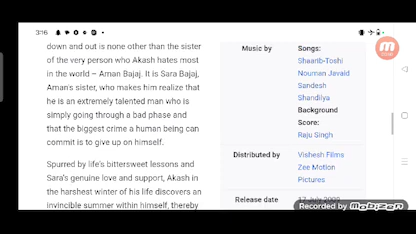 3:16
down and out is none other than the sister
of the very person who Akash hates most
in the world – Aman Bajaj. It is Sara Bajaj,
Aman's sister, who makes him realize that
he is an extremely talented man who is
simply going through a bad phase and
that the biggest crime a human being can
commit is to give up on himself.
Spurred by life's bittersweet lessons and
Sara's genuine love and support, Akash in
the harshest winter of his life discovers an
invincible summer within himself, thereby
Music by
Songs:
Shaarib-Toshi
Nouman Javaid
Sandesh
Shandilya
Background
Score:
Raju Singh
Distributed by
Vishesh Films
Zee Motion
Pictures
Release date
17 July 2009
Recorded by Mobizen